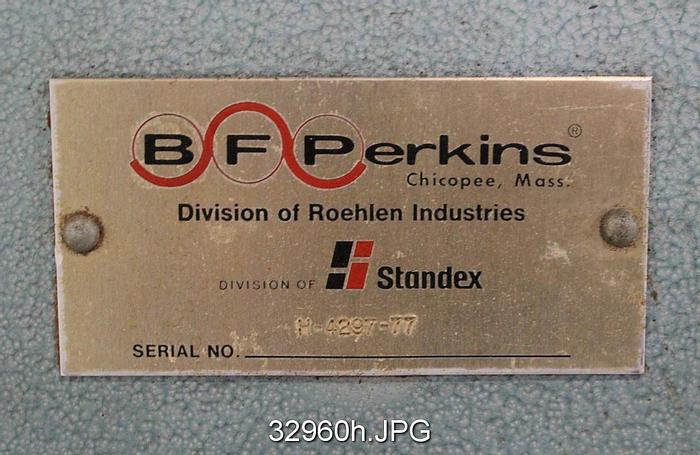 BFPerkins®
Chicopee, Mass.
Division of Roehlen Industries
DIVISION OF Standex
H-4297-77
SERIAL NO.
32960h.JPG